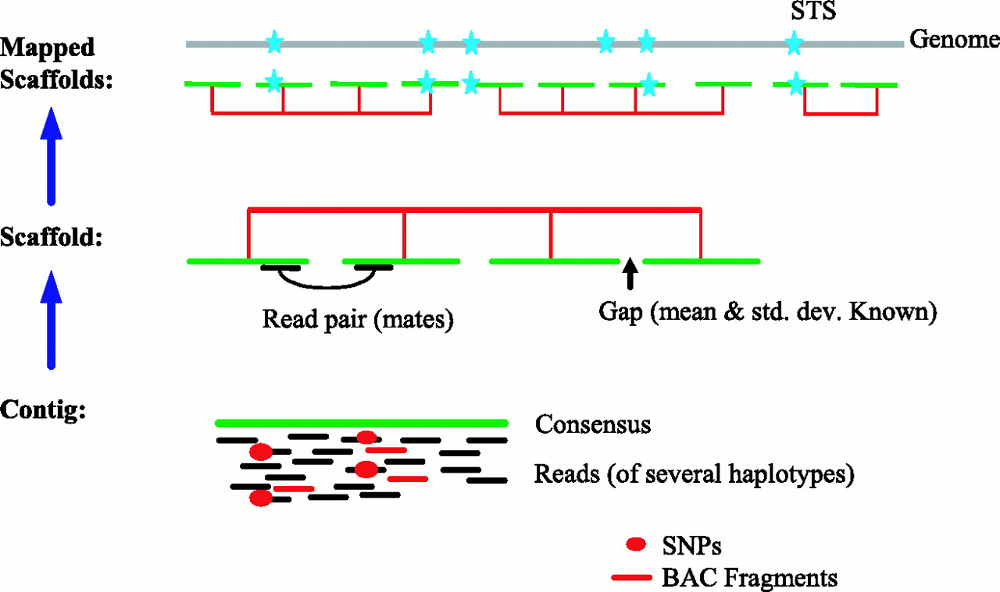 STS
Genome
Mapped
Scaffolds:
Scaffold:
Read pair (mates)
Gap (mean & std. dev. Known)
Contig:
Consensus
Reads (of several haplotypes)
SNPs
BAC Fragments